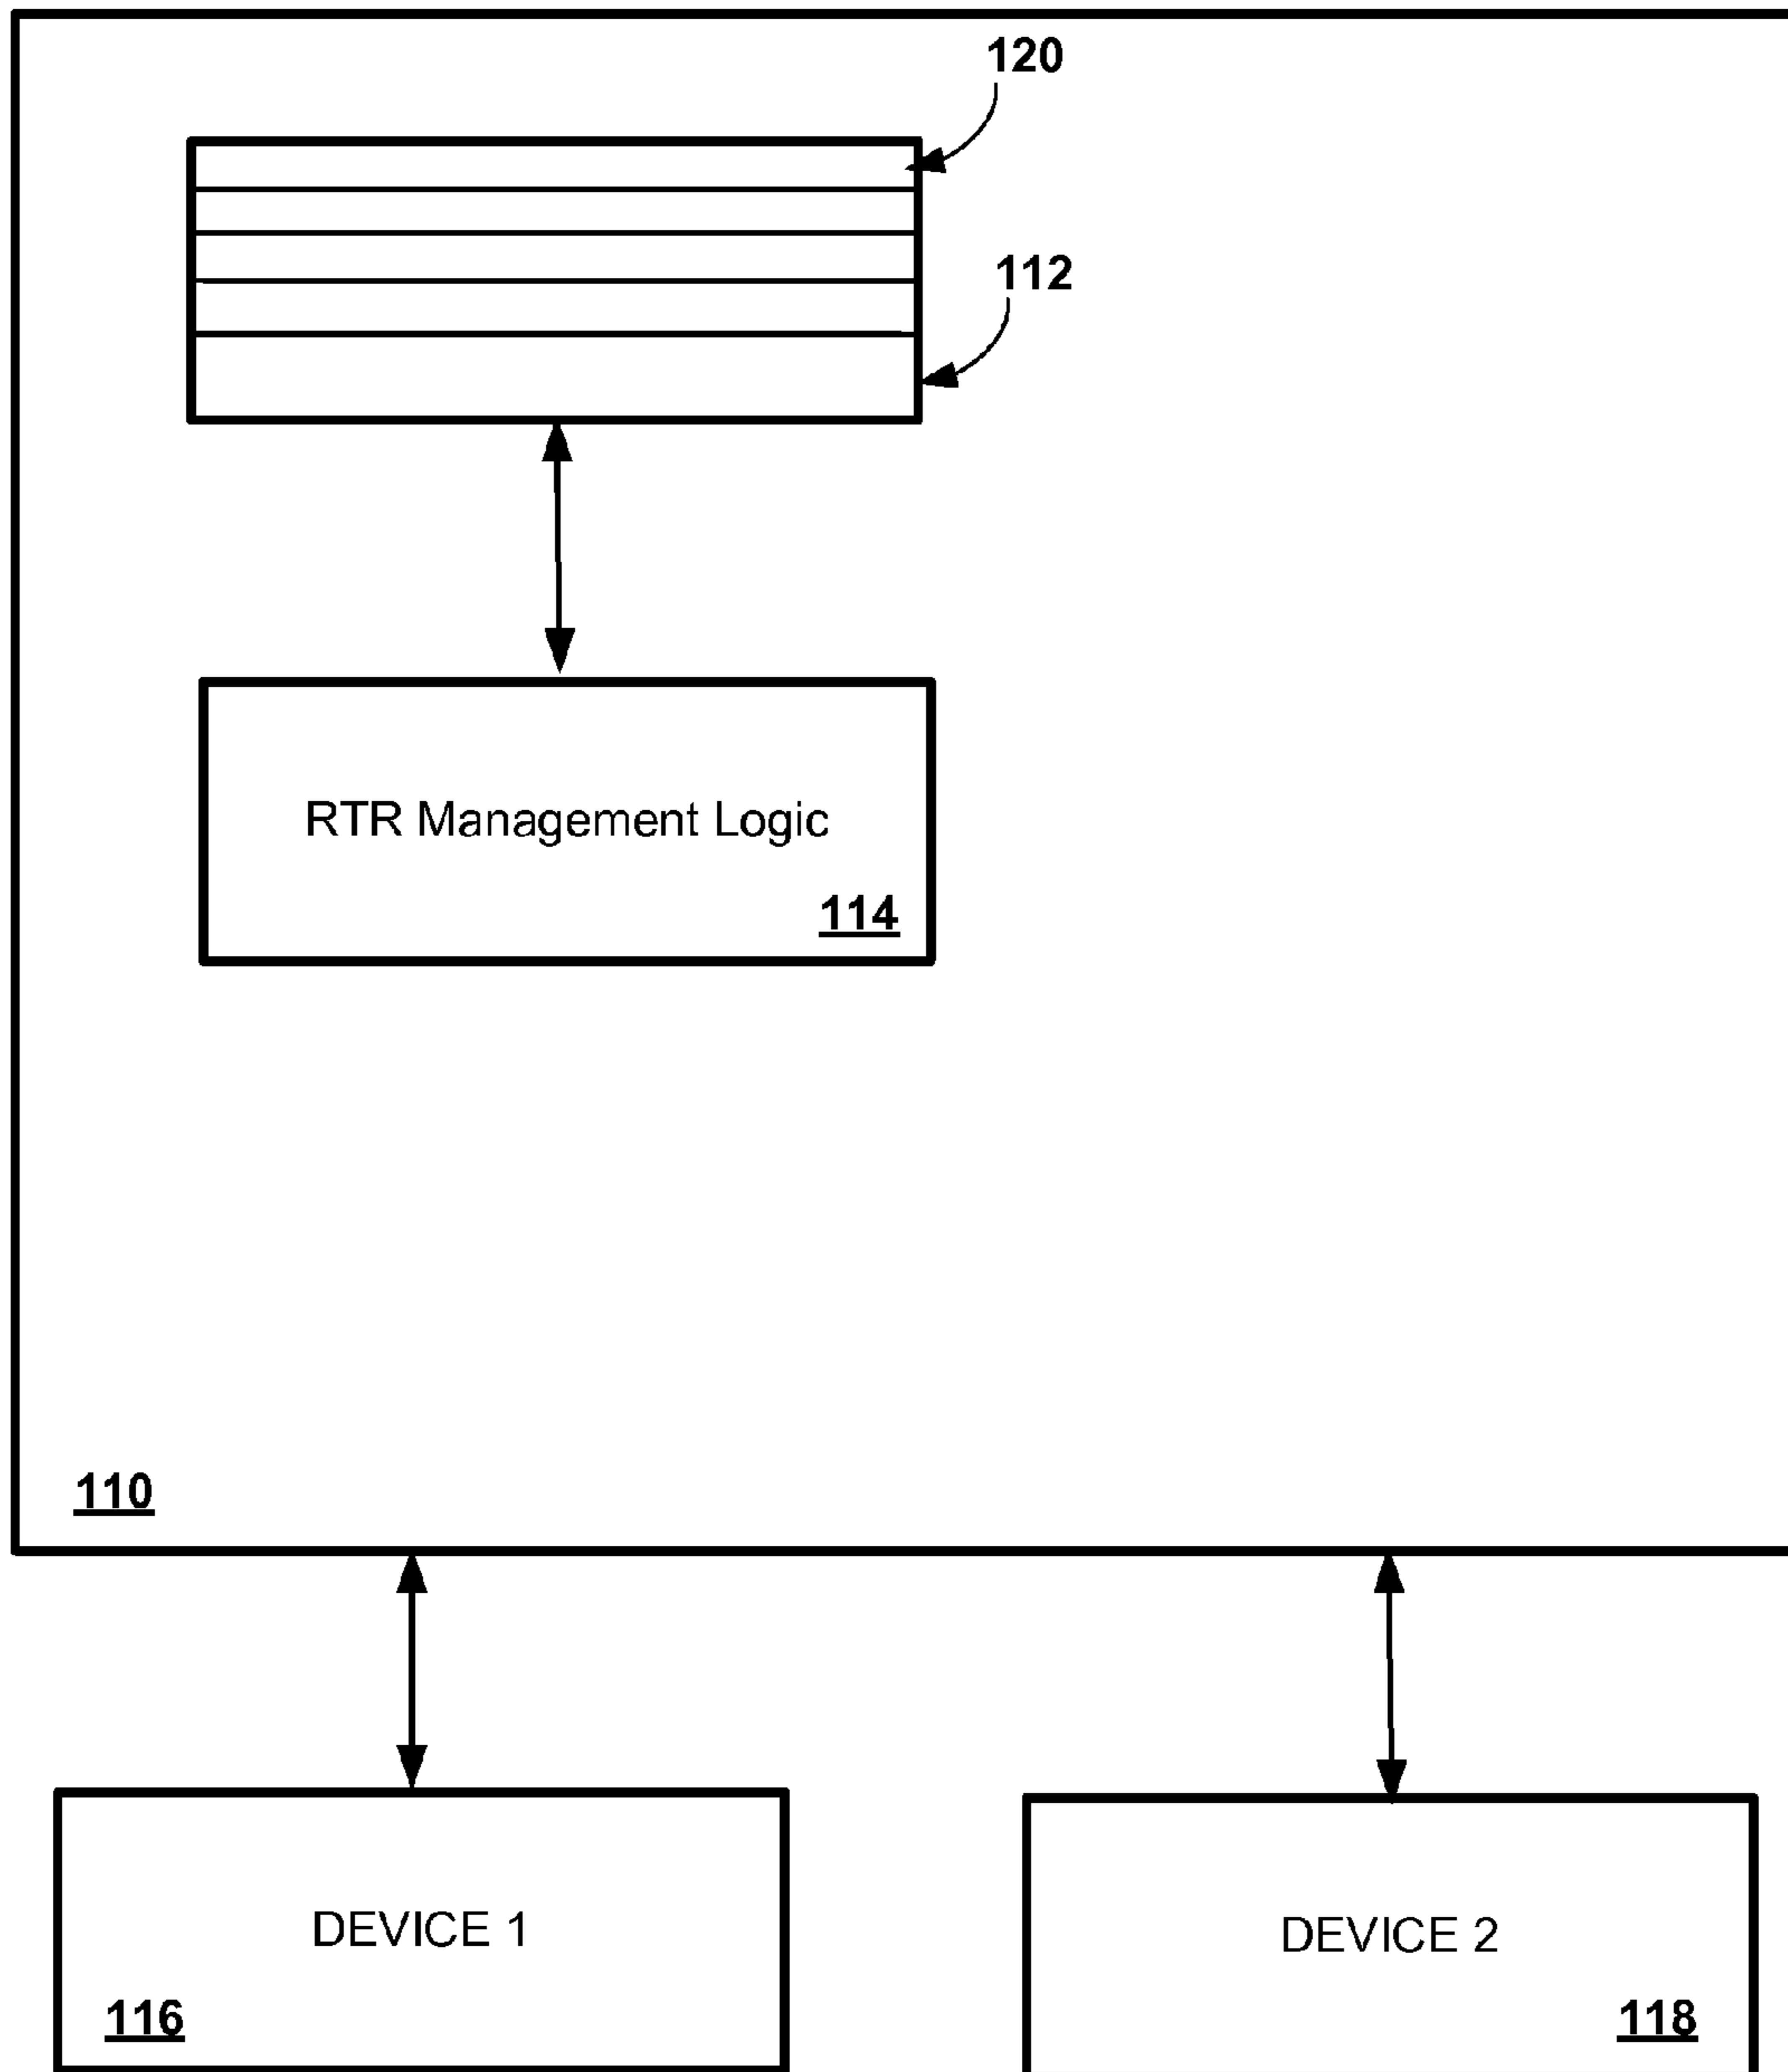 120
112
RTR Management Logic
114
110
DEVICE 1
116
DEVICE 2
118